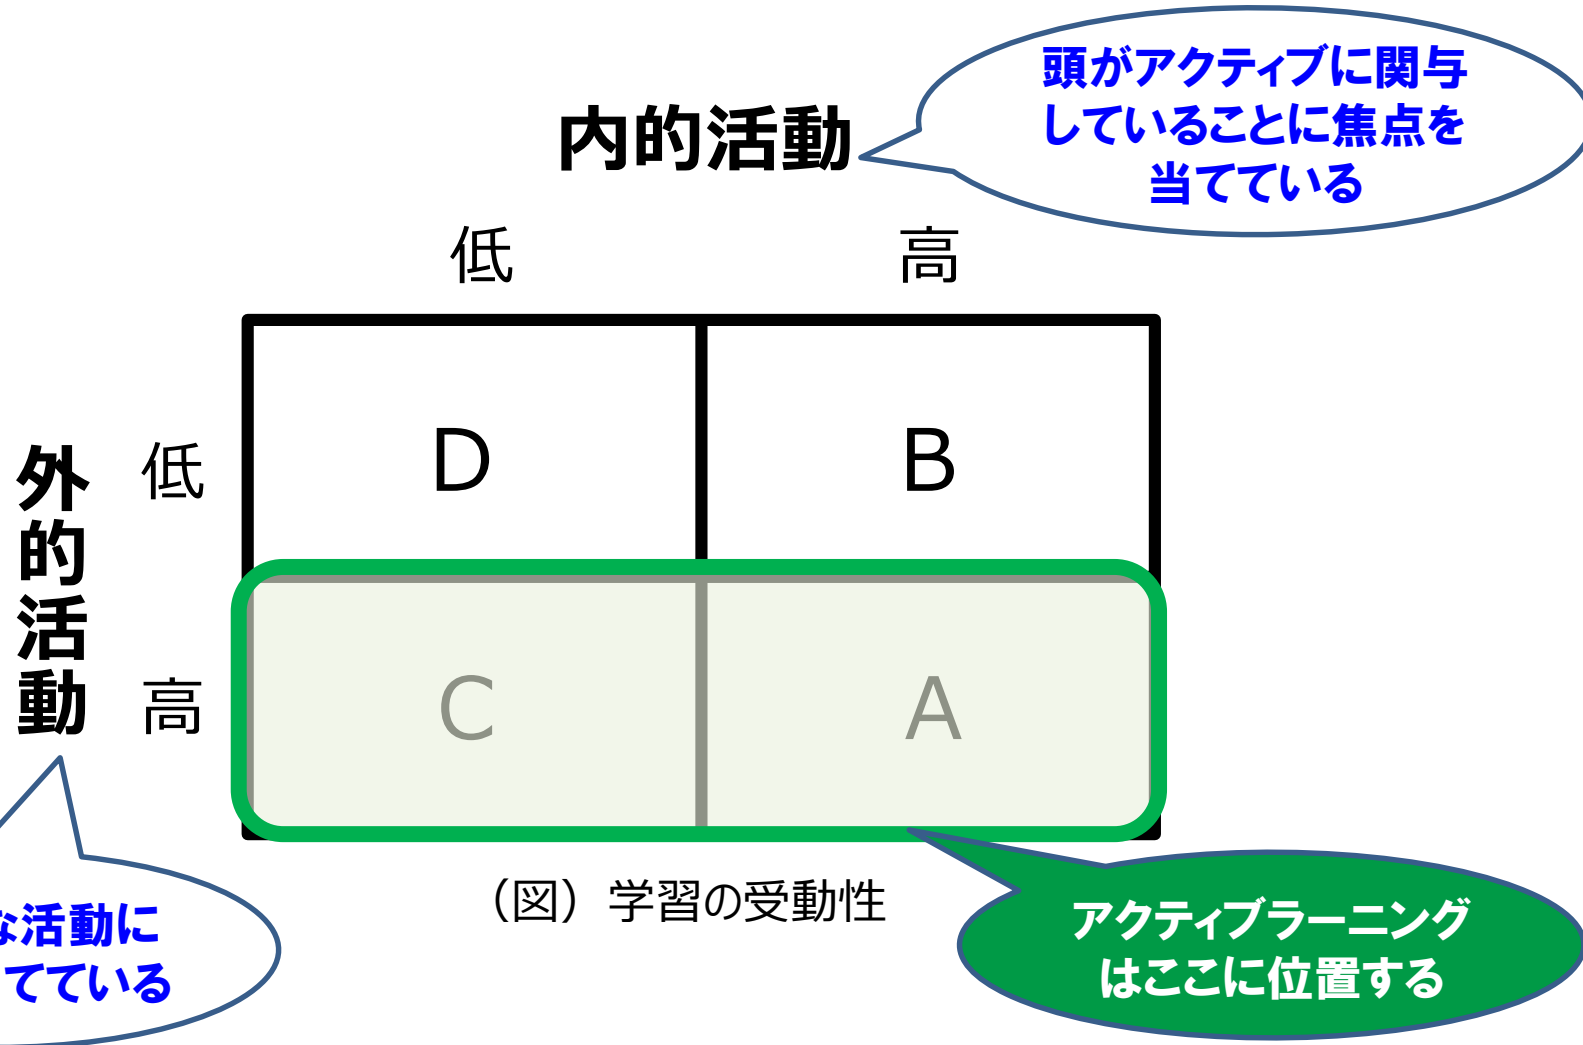 頭がアクティブに関与
していることに焦点を
当てている
内的活動
低
高
外的活動
低
D
B
高
C
A
（図）学習の受動性
な活動に
てている
アクティブラーニング
はここに位置する